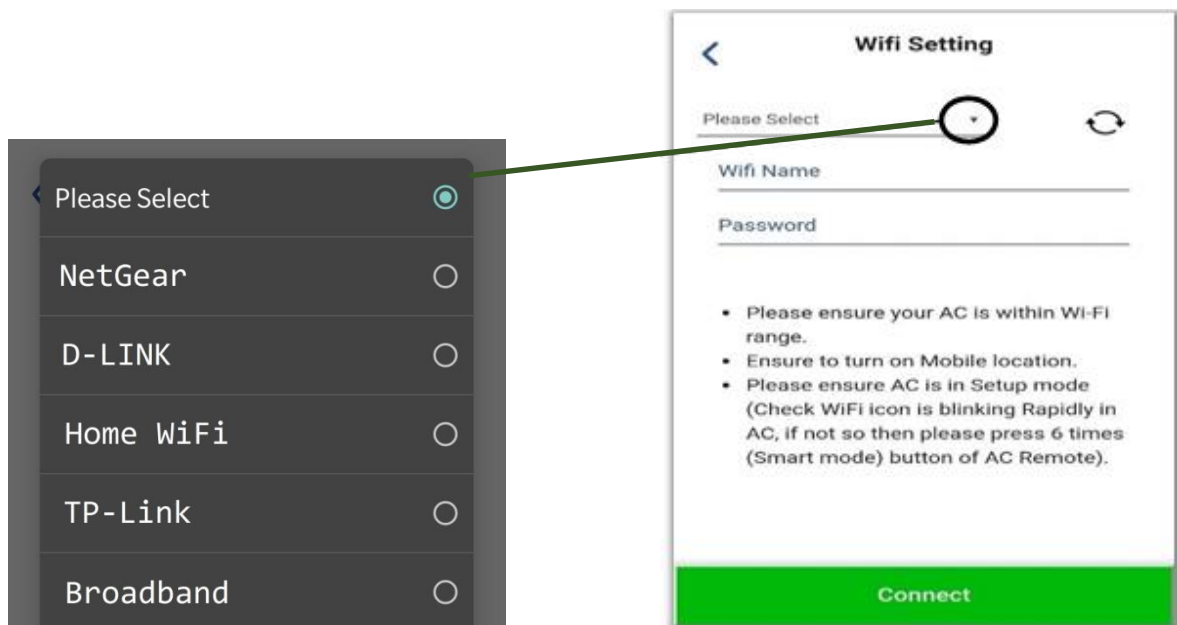 Please Select
NetGear
D-LINK
Home WiFi
TP-Link
Broadband
Wifi Setting
Please Select
Wifi Name
Password
• Please ensure your AC is within Wi-Fi
range.
• Ensure to turn on Mobile location.
• Please ensure AC is in Setup mode
(Check WiFi icon is blinking Rapidly in
AC, if not so then please press 6 times
(Smart mode) button of AC Remote).
Connect